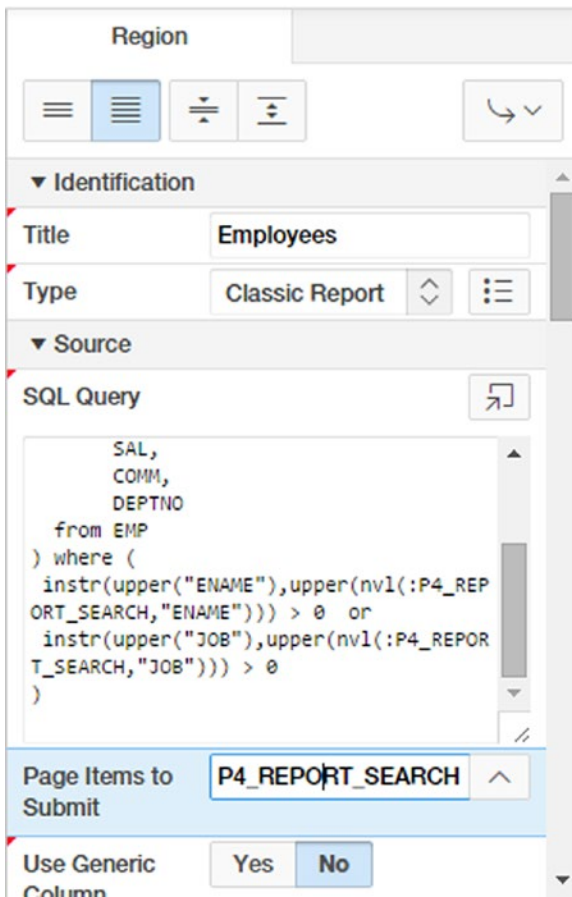 Region
Identification
Title Employees
Type Classic Report
Source
SQL Query
SAL,
COMM,
DEPTNO
from EMP
) where (
instr(upper("ENAME"),upper(nvl(:P4_REP
ORT_SEARCH,"ENAME"))) > 0 or
instr(upper("JOB"),upper(nvl(:P4_REPOR
T_SEARCH,"JOB"))) > 0
)
Page Items to P4_REPORT_SEARCH
Submit
Use Generic Yes No
Column